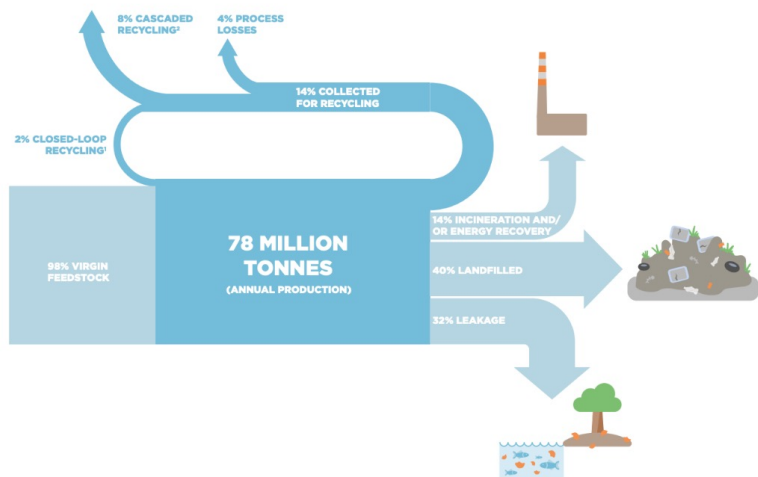 8% CASCADED
RECYCLING²
4% PROCESS
LOSSES
14% COLLECTED
FOR RECYCLING
2% CLOSED-LOOP
RECYCLING¹
98% VIRGIN
FEEDSTOCK
78 MILLION
TONNES
(ANNUAL PRODUCTION)
14% INCINERATION AND/
OR ENERGY RECOVERY
40% LANDFILLED
32% LEAKAGE